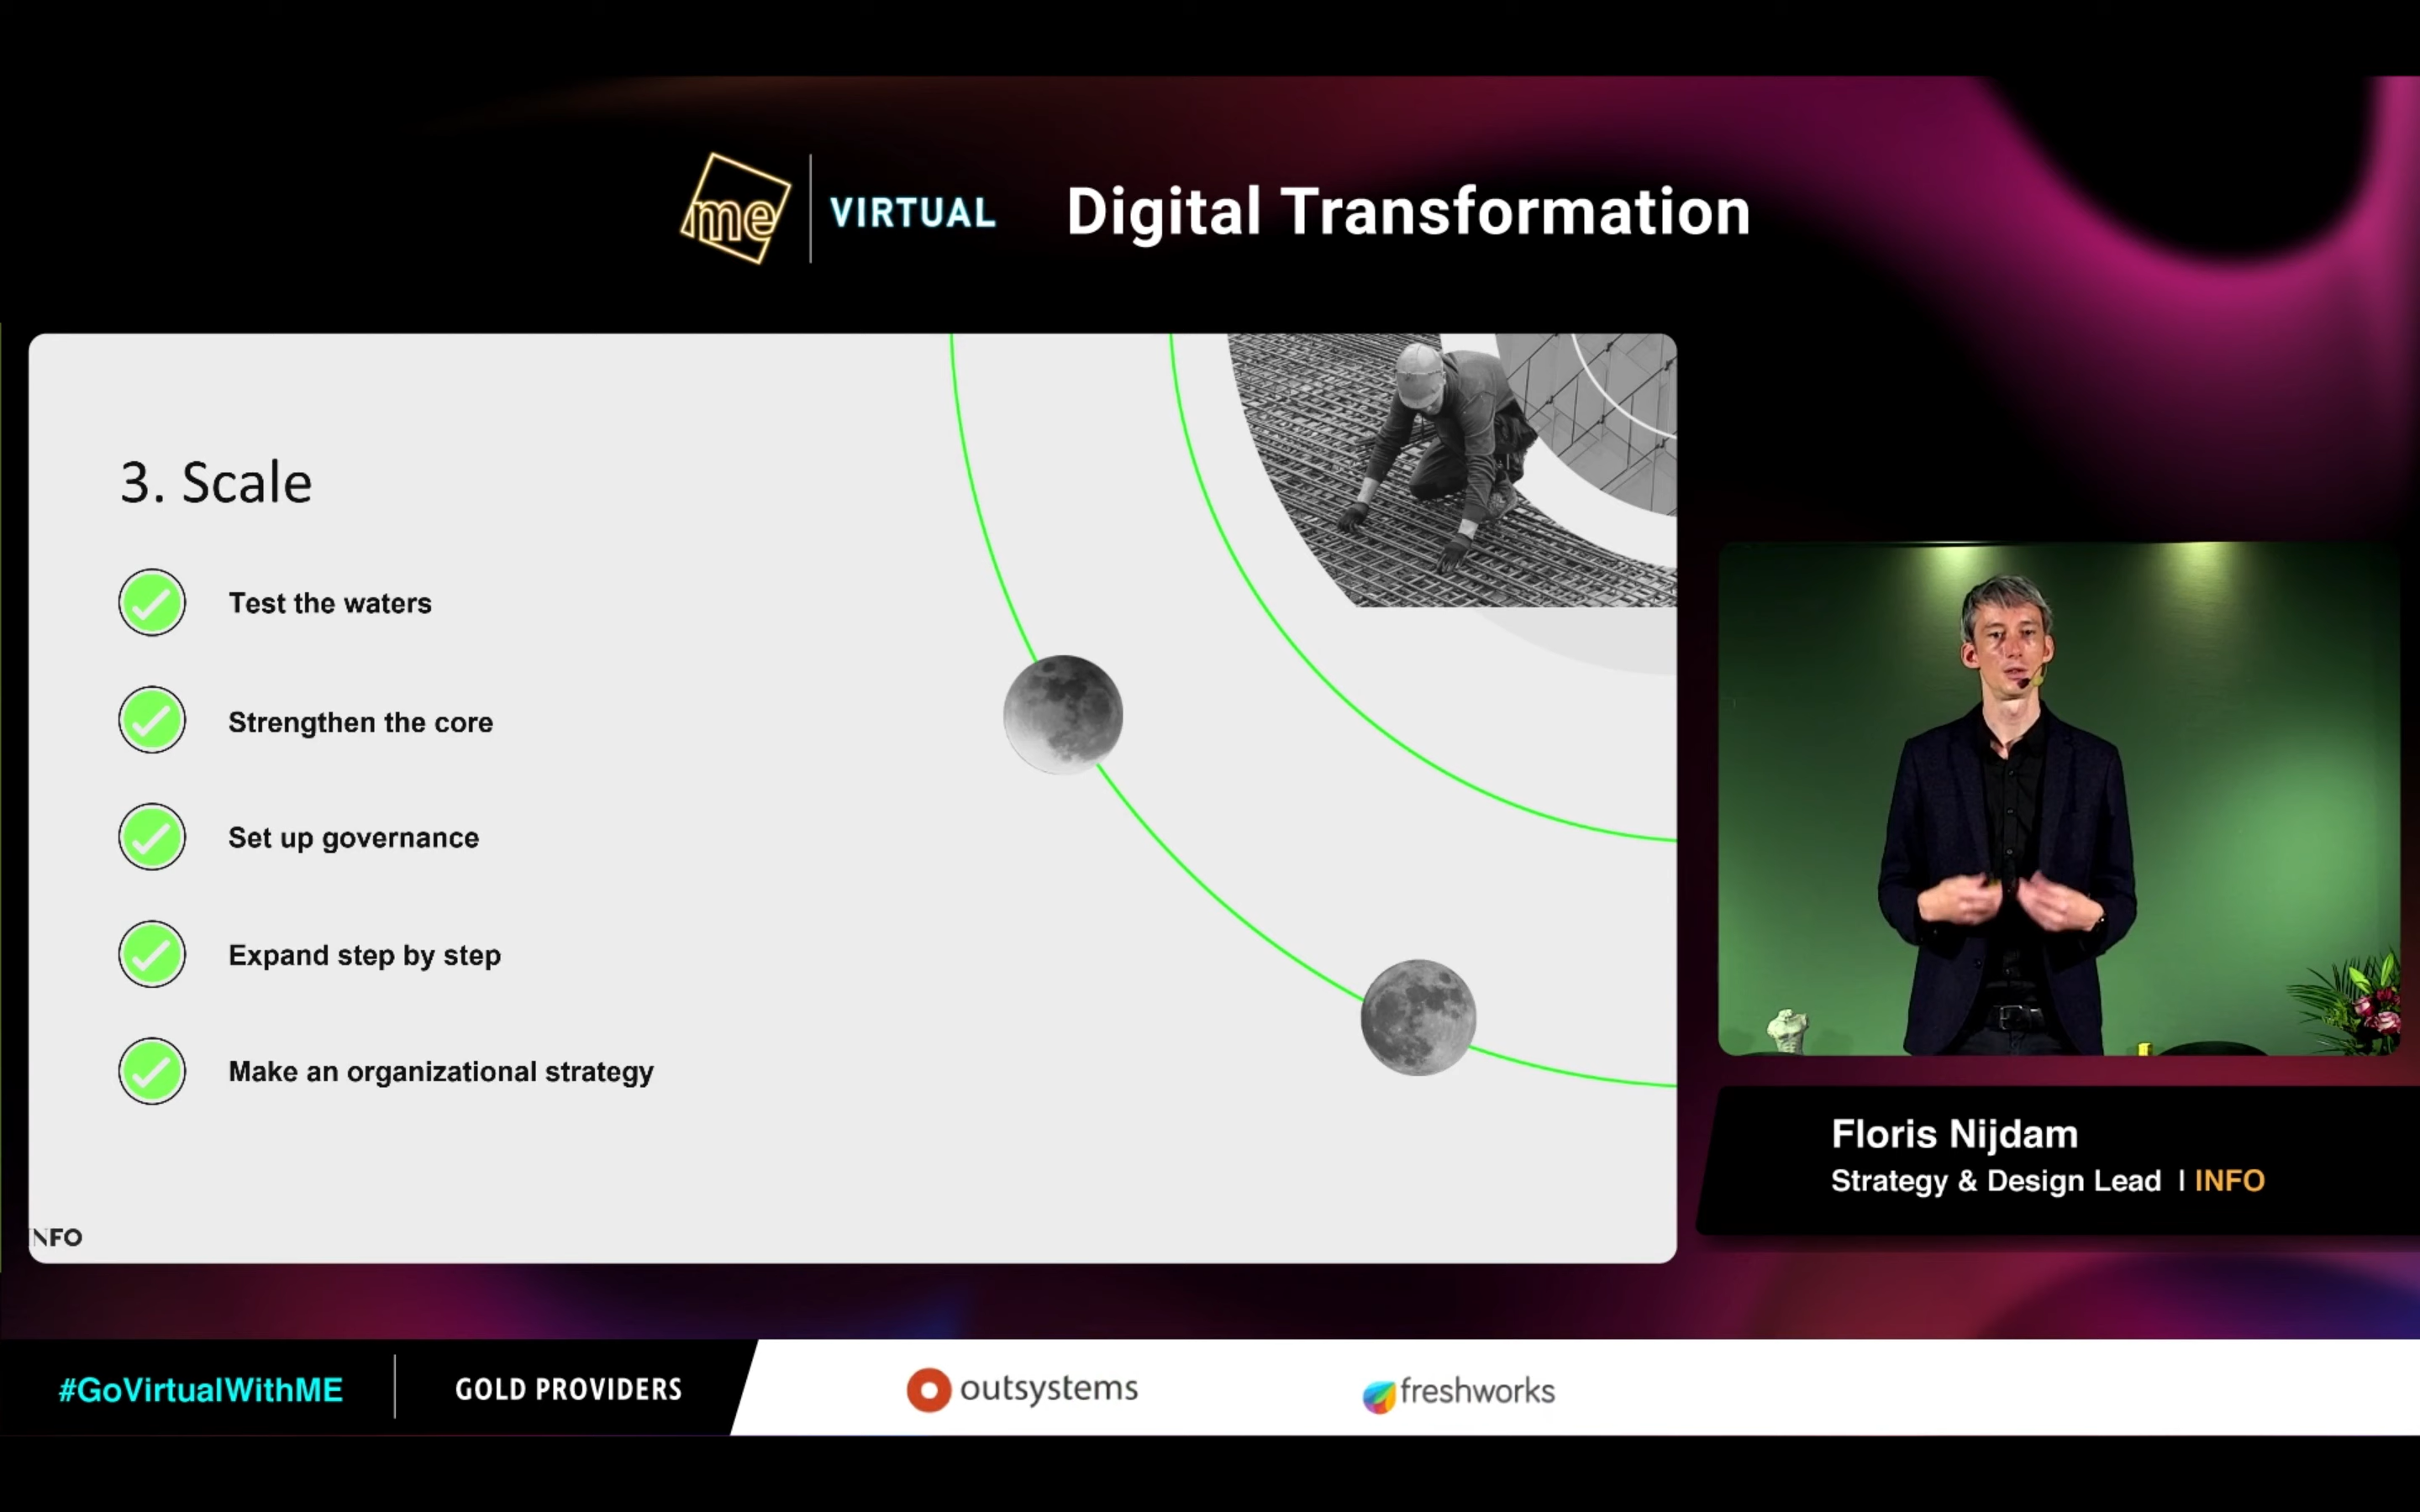 me
VIRTUAL
Digital Transformation
3. Scale
Test the waters
Strengthen the core
Set up governance
Expand step by step
Make an organizational strategy
INFO
Floris Nijdam
Strategy & Design Lead | INFO
#GoVirtualWithME
GOLD PROVIDERS
outsystems
freshworks